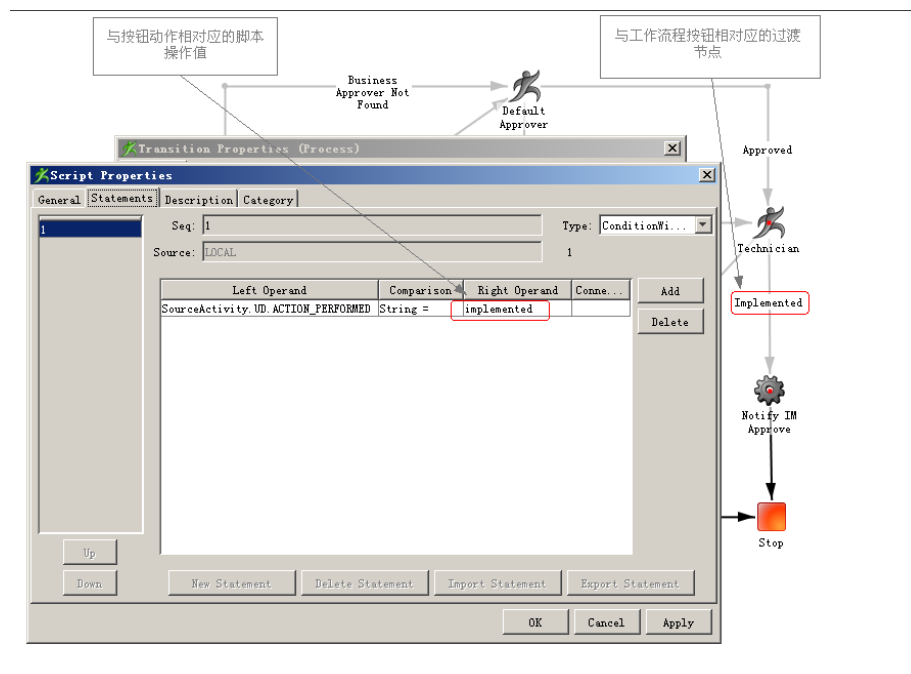 与按钮动作相对应的脚本
操作值
与工作流程按钮相对应的过渡
节点
Business
Approver Not
Found
Default
Approver
Transition Properties (Process)
Approved
Script Properties
General Statements Description Category
1
Seq: 1
Type: ConditionWi...
Source: LOCAL
1
Technician
Left Operand Comparison Right Operand Conne...
SourceActivity.UD.ACTION_PERFORMED String = implemented
Add
Delete
Implemented
Notify IM
Approve
Stop
Up
Down
New Statement Delete Statement Import Statement Export Statement
OK Cancel Apply